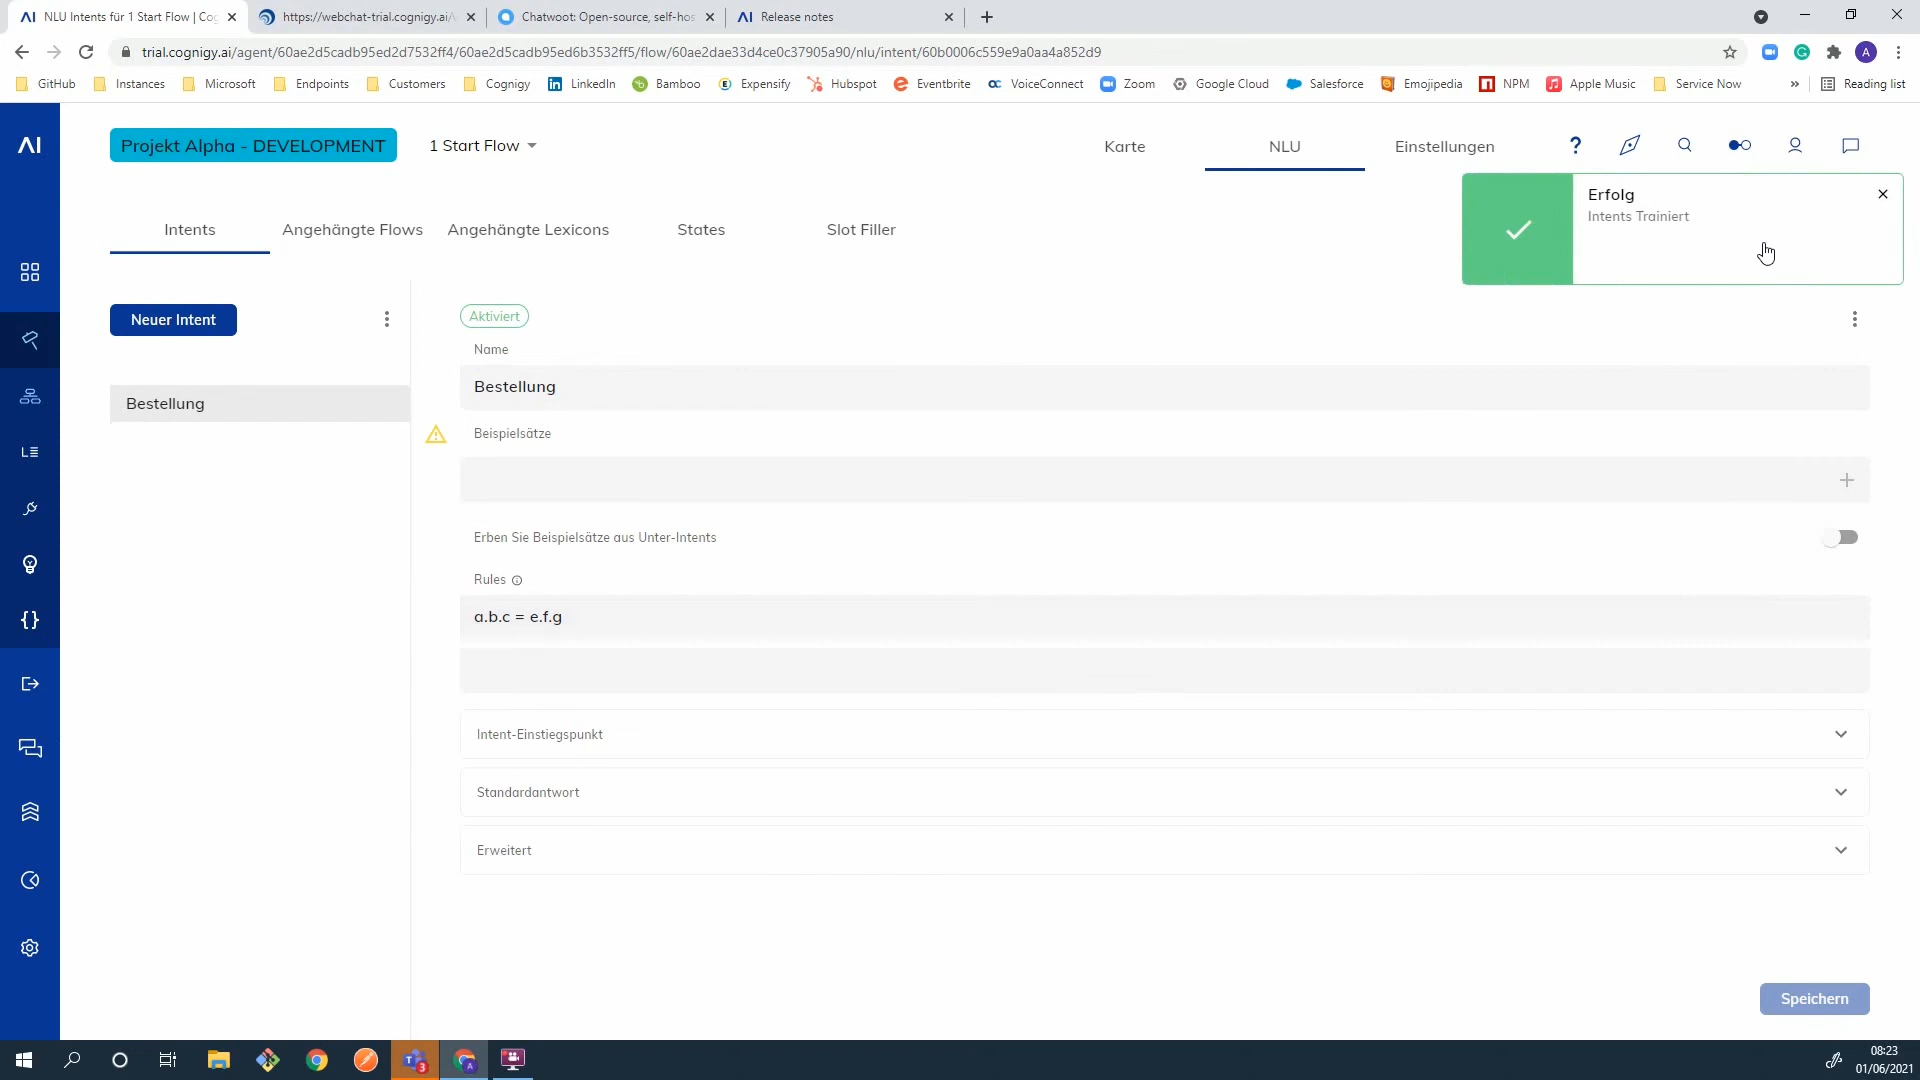 NLU Intents für 1 Start Flow | Cog
https://webchat-trial.cognigy.ai/
Chatwoot: Open-source, self-hos
Release notes
trial.cognigy.ai/agent/60ae2d5cadb95ed2d7532ff4/60ae2d5cadb95ed6b3532ff5/flow/60ae2dae33d4ce0c37905a90/nlu/intent/60b0006c559e9a0aa4a852d9
A
GitHub Instances Microsoft Endpoints Customers Cognigy LinkedIn Bamboo Expensify Hubspot Eventbrite VoiceConnect Zoom Google Cloud Salesforce Emojipedia NPM Apple Music Service Now » Reading list
AI
Projekt Alpha - DEVELOPMENT
1 Start Flow
Karte
NLU
Einstellungen
?
Erfolg
Intents Trainiert
Intents
Angehängte Flows
Angehängte Lexicons
States
Slot Filler
Neuer Intent
Aktiviert
Name
Bestellung
Bestellung
Beispielsätze
Erben Sie Beispielsätze aus Unter-Intents
Rules
a.b.c = e.f.g
Intent-Einstiegspunkt
Standardantwort
Erweitert
Speichern
08:23
01/06/2021